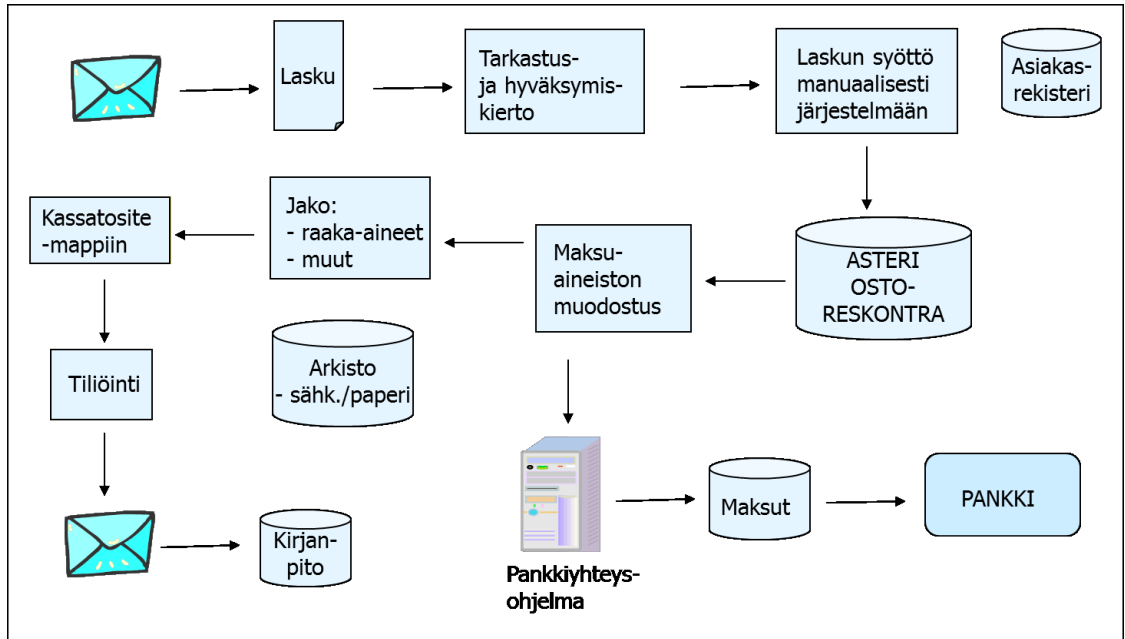 Lasku
Tarkastus-
ja hyväksymis-
kierto
Laskun syöttö
manuaalisesti
järjestelmään
Asiakas-
rekisteri
Kassatosite
-mappiin
Jako:
- raaka-aineet
- muut
Maksu-
aineiston
muodostus
ASTERI
OSTO-
RESKONTRA
Tiliöinti
Arkisto
- sähk./paperi
Kirjan-
pito
Pankkiyhteys-
ohjelma
Maksut
PANKKI